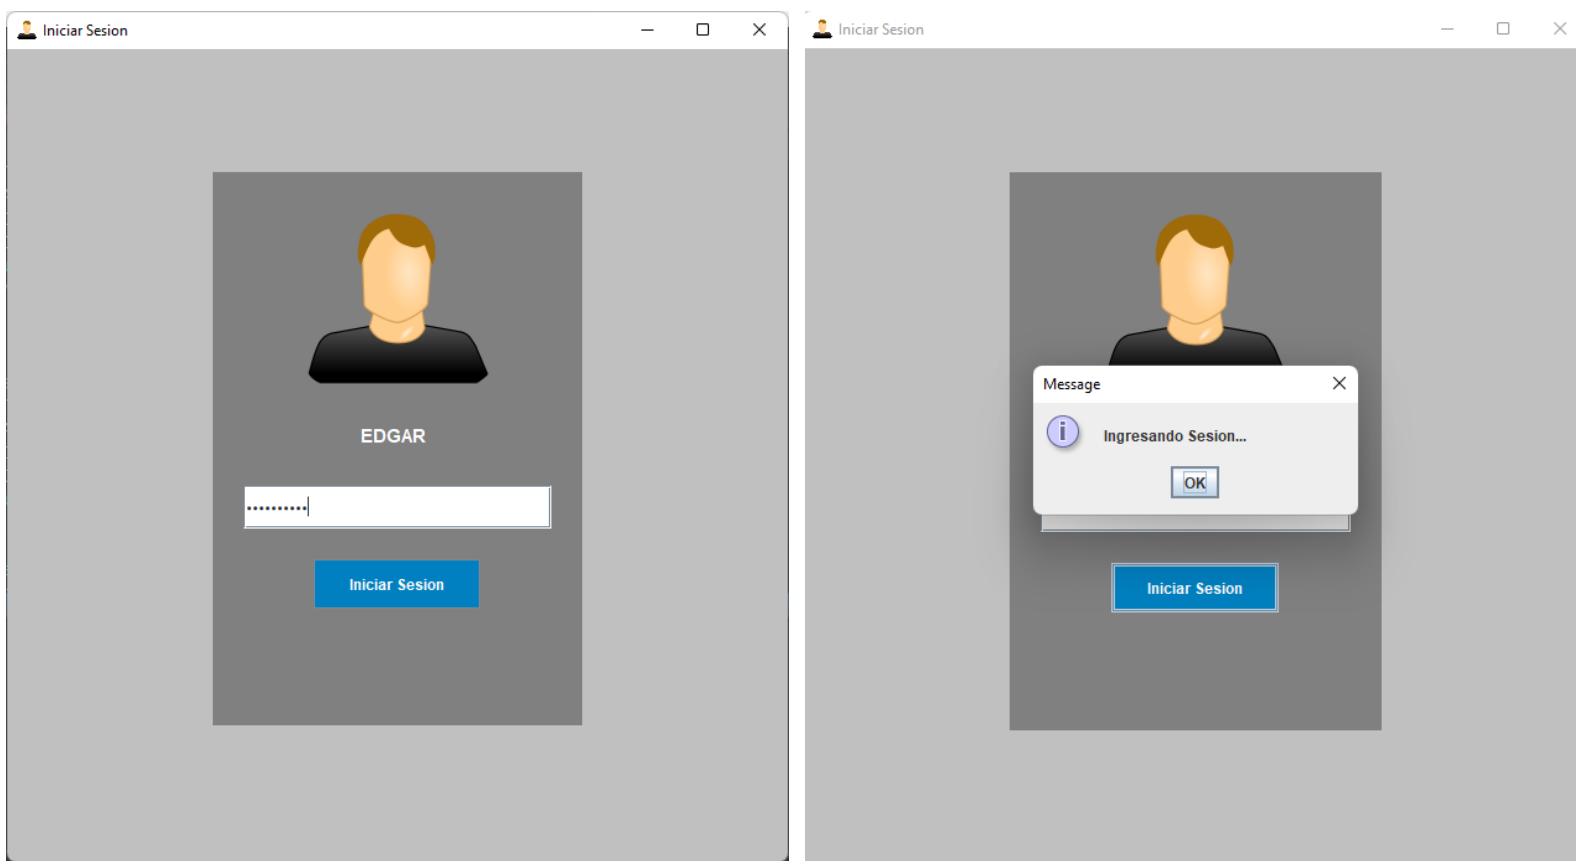 Iniciar Sesion
EDGAR
••••••••••
Iniciar Sesion
Iniciar Sesion
Message
Ingresando Sesion...
OK
Iniciar Sesion